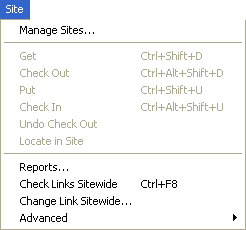 Site
Manage Sites...
Get Ctrl+Shift+D
Check Out Ctrl+Alt+Shift+D
Put Ctrl+Shift+U
Check In Ctrl+Alt+Shift+U
Undo Check Out
Locate in Site
Reports...
Check Links Sitewide Ctrl+F8
Change Link Sitewide...
Advanced